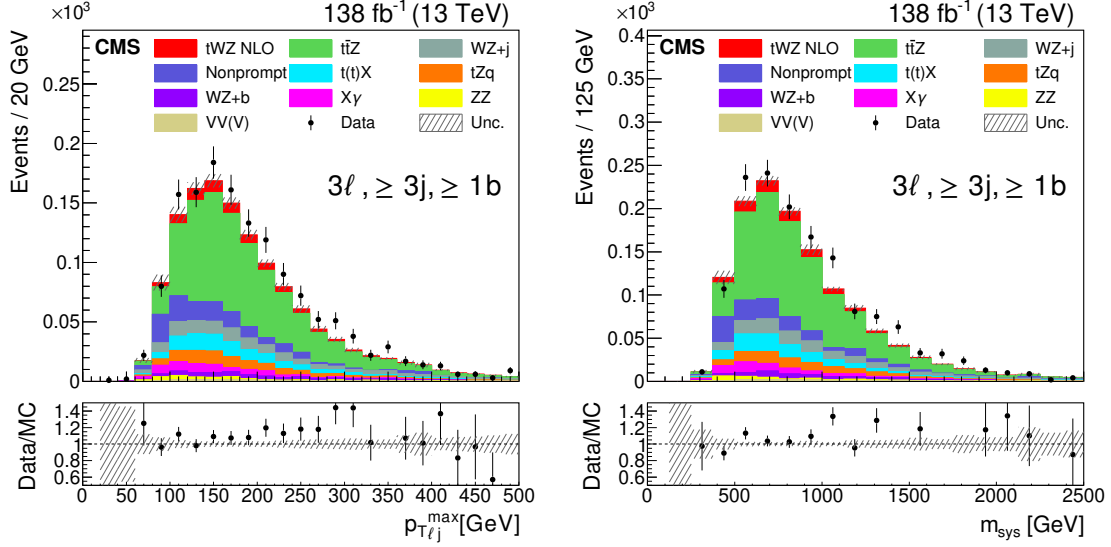 ×10³ 138 fb⁻¹ (13 TeV)
Events / 20 GeV
CMS
tWZ NLO tt̄Z WZ+j
Nonprompt t(t)X tZq
WZ+b Xγ ZZ
VV(V) Data Unc.
3ℓ , ≥ 3j, ≥ 1b
0.25
0.2
0.15
0.1
0.05
0
Data/MC
1.4
1.2
1
0.8
0.6
0 50 100 150 200 250 300 350 400 450 500
p_T ℓj^max [GeV]
×10³ 138 fb⁻¹ (13 TeV)
Events / 125 GeV
CMS
tWZ NLO tt̄Z WZ+j
Nonprompt t(t)X tZq
WZ+b Xγ ZZ
VV(V) Data Unc.
3ℓ , ≥ 3j, ≥ 1b
0.4
0.35
0.3
0.25
0.2
0.15
0.1
0.05
0
Data/MC
1.4
1.2
1
0.8
0.6
0 500 1000 1500 2000 2500
m_sys [GeV]